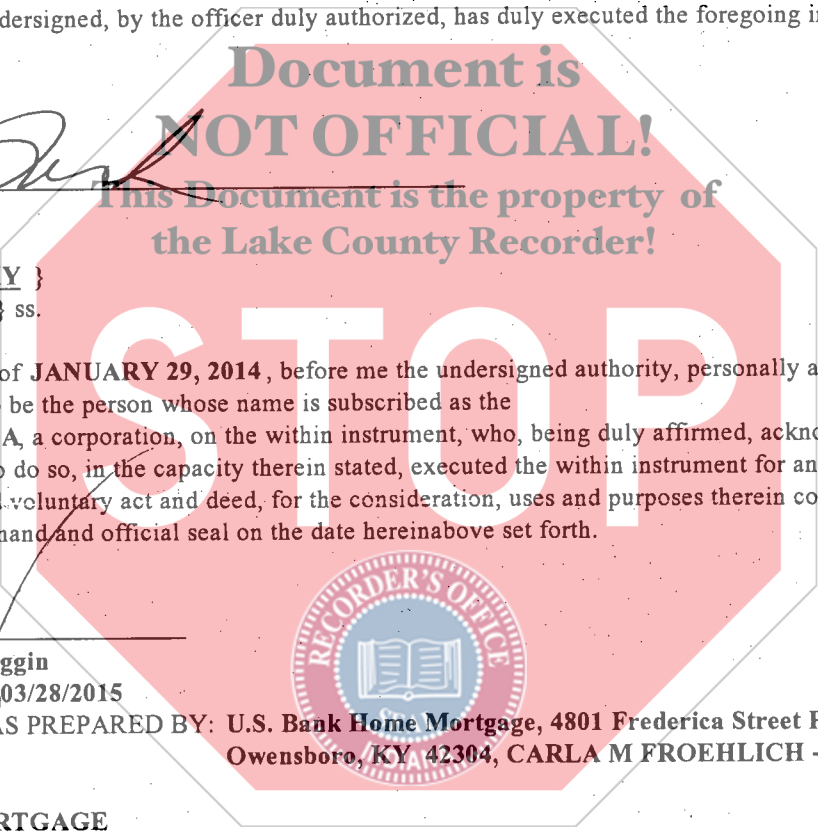 dersigned, by the officer duly authorized, has duly executed the foregoing i
Document is
NOT OFFICIAL!
This Document is the property of
the Lake County Recorder!
Y }
} ss.
STOP
of JANUARY 29, 2014, before me the undersigned authority, personally a
be the person whose name is subscribed as the
A, a corporation, on the within instrument, who, being duly affirmed, ackno
o do so, in the capacity therein stated, executed the within instrument for an
voluntary act and deed, for the consideration, uses and purposes therein co
hand and official seal on the date hereinabove set forth.
RECORDER'S OFFICE
SEAL
ggin
03/28/2015
AS PREPARED BY: U.S. Bank Home Mortgage, 4801 Frederica Street
Owensboro, KY 42304, CARLA M FROEHLICH -
RTGAGE